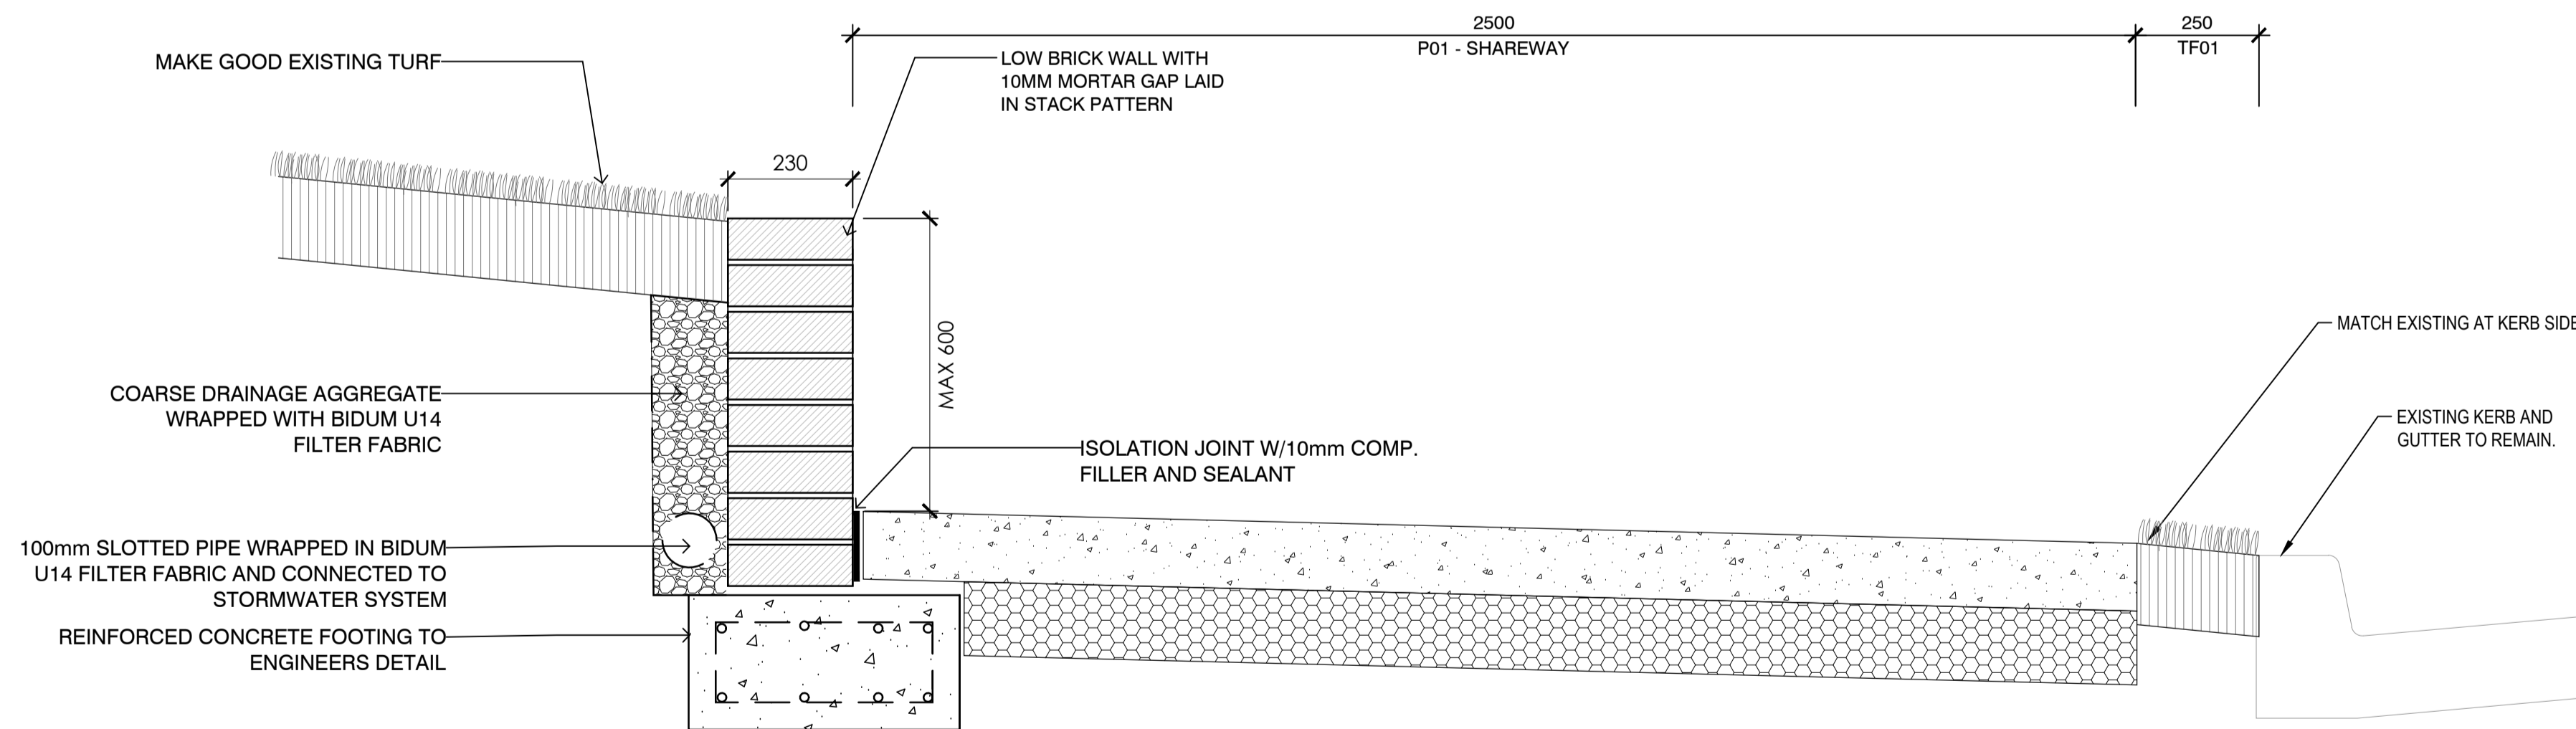 2500
P01 - SHAREWAY
250
TF01
MAKE GOOD EXISTING TURF
LOW BRICK WALL WITH
10MM MORTAR GAP LAID
IN STACK PATTERN
230
MAX 600
MATCH EXISTING AT KERB SIDE
COARSE DRAINAGE AGGREGATE
WRAPPED WITH BIDUM U14
FILTER FABRIC
EXISTING KERB AND
GUTTER TO REMAIN.
ISOLATION JOINT W/10mm COMP.
FILLER AND SEALANT
100mm SLOTTED PIPE WRAPPED IN BIDUM
U14 FILTER FABRIC AND CONNECTED TO
STORMWATER SYSTEM
REINFORCED CONCRETE FOOTING TO
ENGINEERS DETAIL